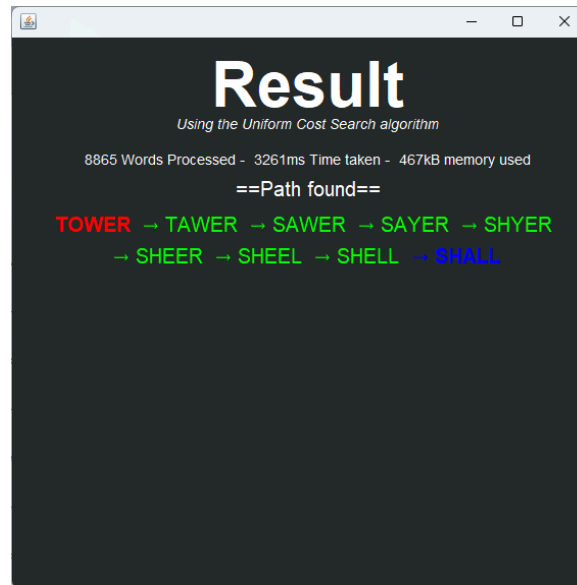 Result
Using the Uniform Cost Search algorithm
8865 Words Processed - 3261ms Time taken - 467kB memory used
==Path found==
TOWER → TAWER → SAWER → SAYER → SHYER
→ SHEER → SHEEL → SHELL → SHALL